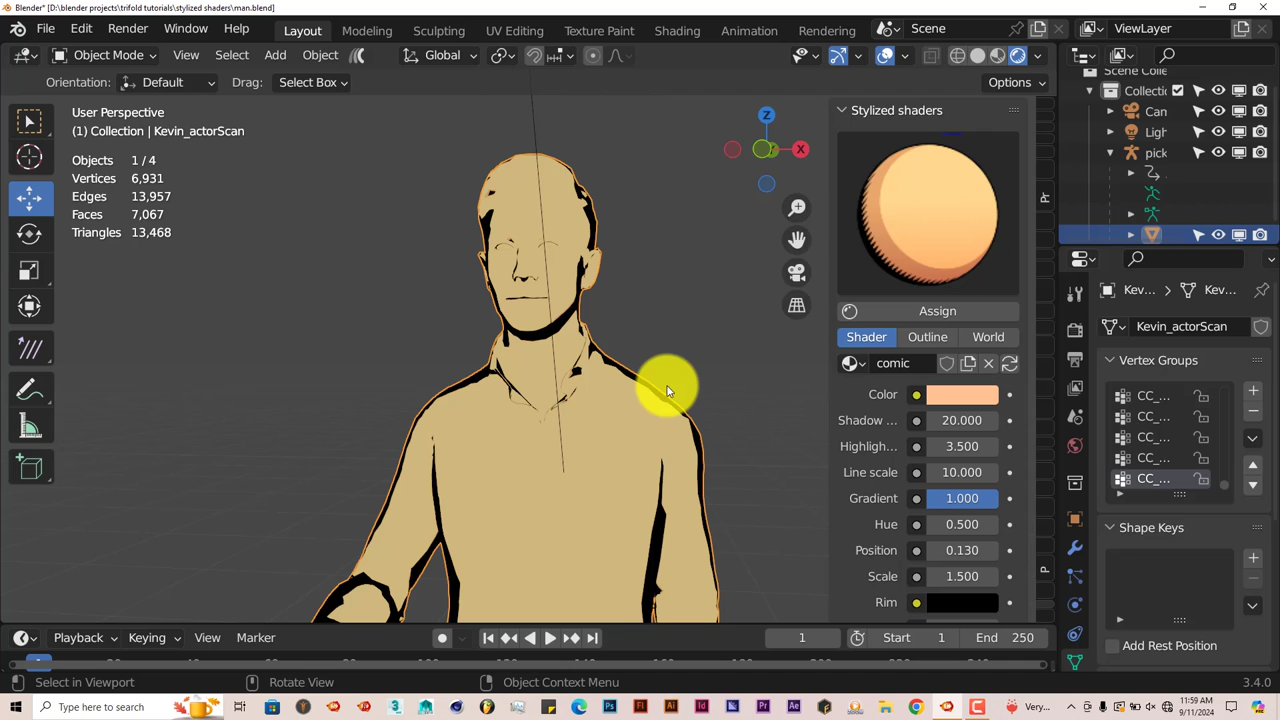 Blender* [D:\blender projects\trifold tutorials\stylized shaders\man.blend]
File Edit Render Window Help Layout Modeling Sculpting UV Editing Texture Paint Shading Animation Rendering Scene ViewLayer
Object Mode View Select Add Object Global
Orientation: Default Drag: Select Box Options
User Perspective
(1) Collection | Kevin_actorScan
Objects 1 / 4
Vertices 6,931
Edges 13,957
Faces 7,067
Triangles 13,468
Z
X
Stylized shaders
Assign
Shader Outline World
comic
Color
Shadow ... 20.000
Highligh... 3.500
Line scale 10.000
Gradient 1.000
Hue 0.500
Position 0.130
Scale 1.500
Rim
Scene Colle
Collecti
Can
Ligh
pick
Kev... Kev...
Kevin_actorScan
Vertex Groups
CC_...
CC_...
CC_...
CC_...
CC_...
Shape Keys
Add Rest Position
Playback Keying View Marker 1 Start 1 End 250
Select in Viewport Rotate View Object Context Menu 3.4.0
Type here to search Very... 11:59 AM
9/11/2024